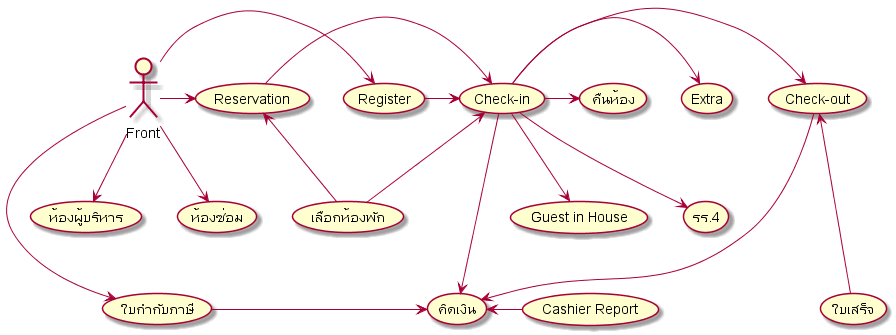 Reservation
Register
Check-in
คืนห้อง
Extra
Check-out
Front
ห้องผู้บริหาร
ห้องซ่อม
เลือกห้องพัก
Guest in House
รร.4
ใบกำกับภาษี
คิดเงิน
Cashier Report
ใบเสร็จ